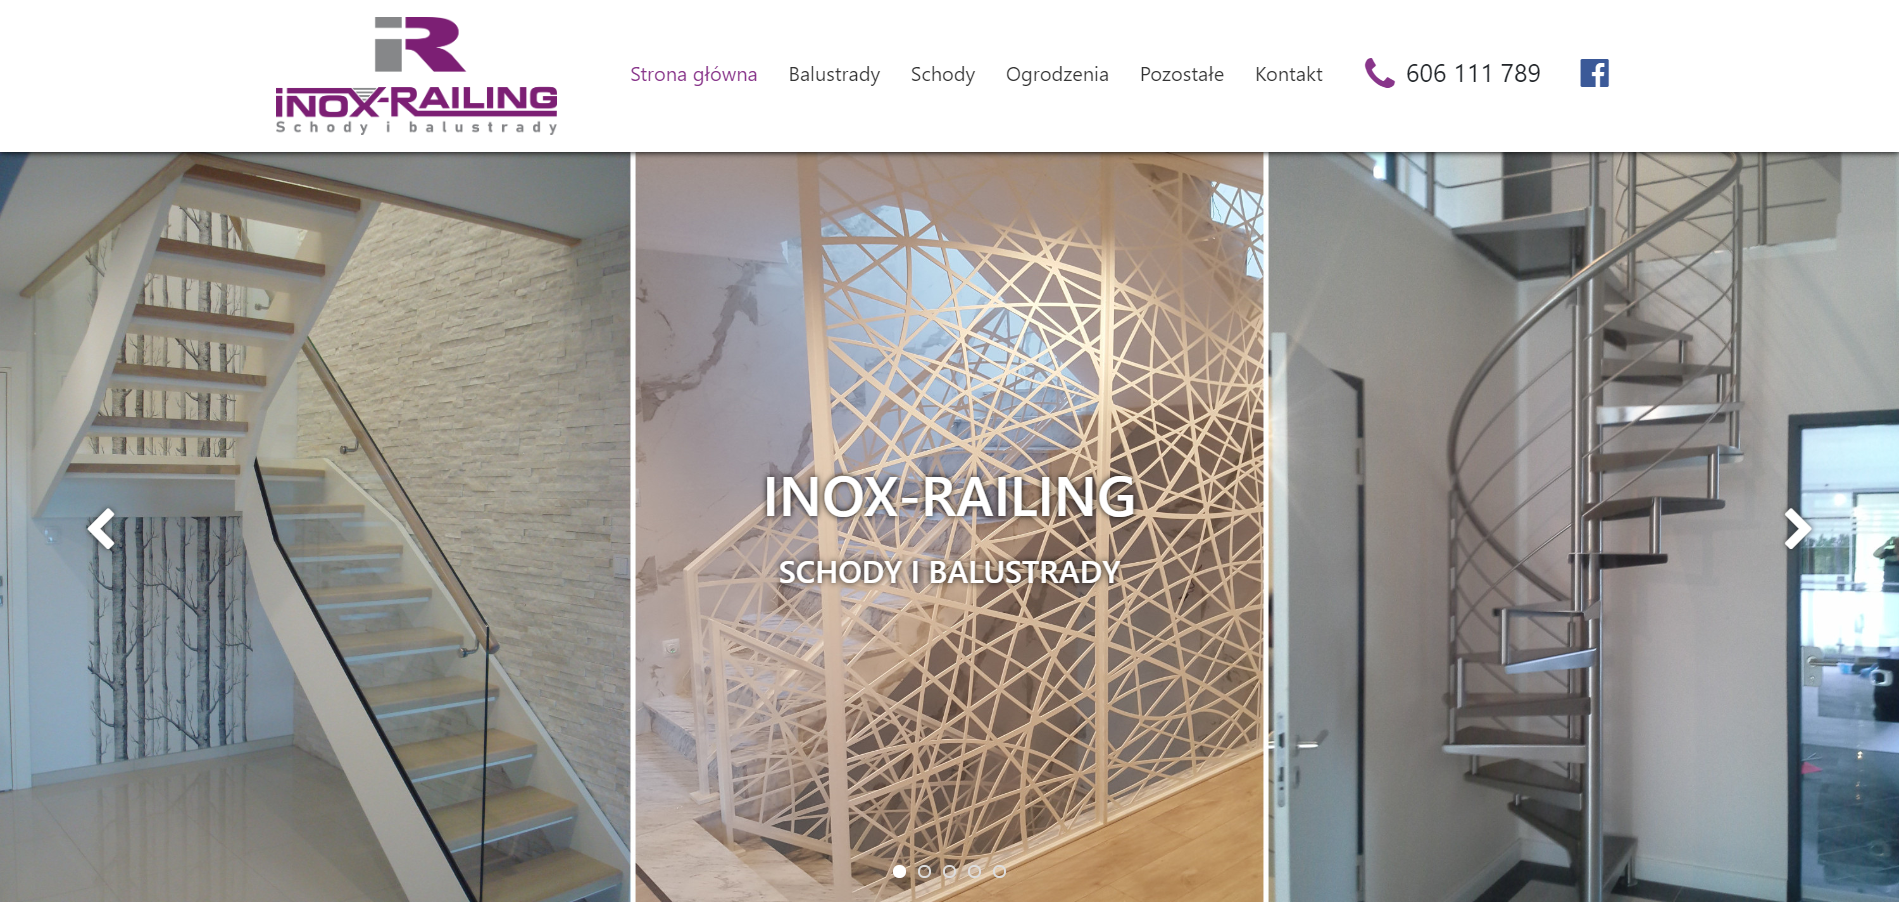 iR
INOX-RAILING
Schody i balustrady
Strona główna
Balustrady
Schody
Ogrodzenia
Pozostałe
Kontakt
606 111 789
f
INOX-RAILING
SCHODY I BALUSTRADY